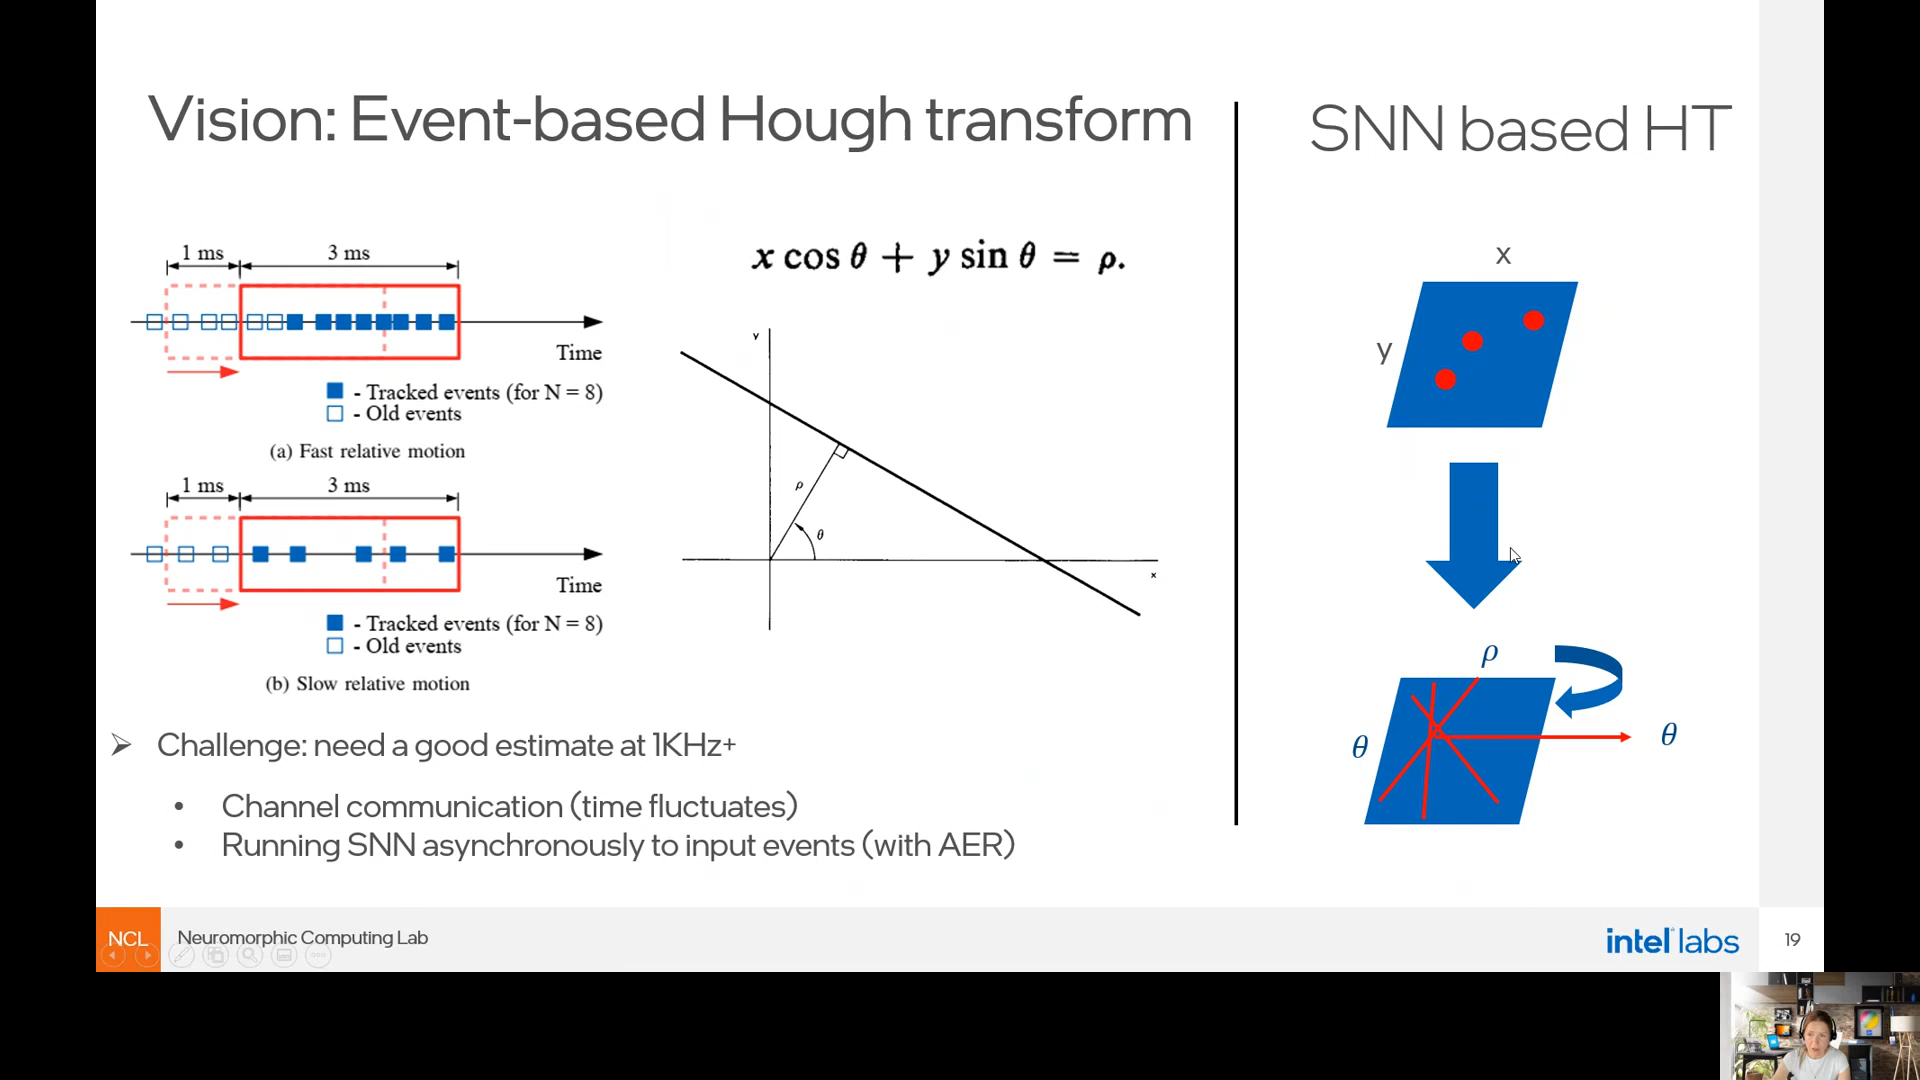 Vision: Event-based Hough transform
SNN based HT
1 ms 3 ms
Time
- Tracked events (for N = 8)
- Old events
(a) Fast relative motion
1 ms 3 ms
Time
- Tracked events (for N = 8)
- Old events
(b) Slow relative motion
x cos θ + y sin θ = ρ.
y
ρ
θ
x
x
y
ρ
θ
θ
➢ Challenge: need a good estimate at 1KHz+
• Channel communication (time fluctuates)
• Running SNN asynchronously to input events (with AER)
NCL
Neuromorphic Computing Lab
intel labs
19